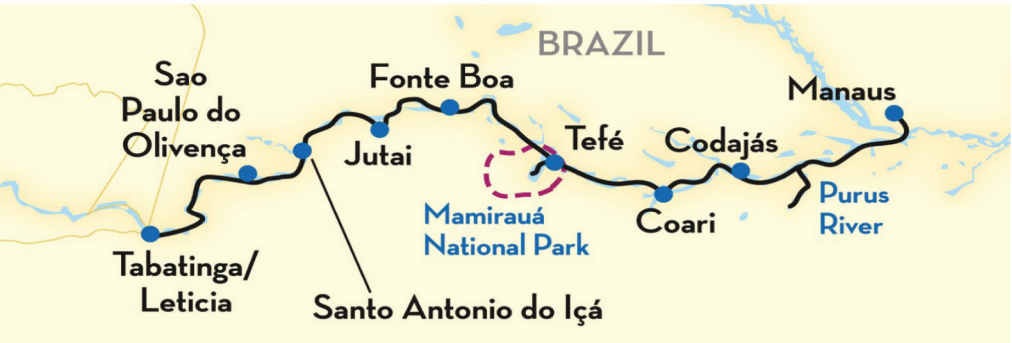 BRAZIL
Sao
Paulo do
Olivença
Fonte Boa
Manaus
Jutai
Tefé
Codajás
Mamirauá
National Park
Coari
Purus
River
Tabatinga/
Leticia
Santo Antonio do Içá